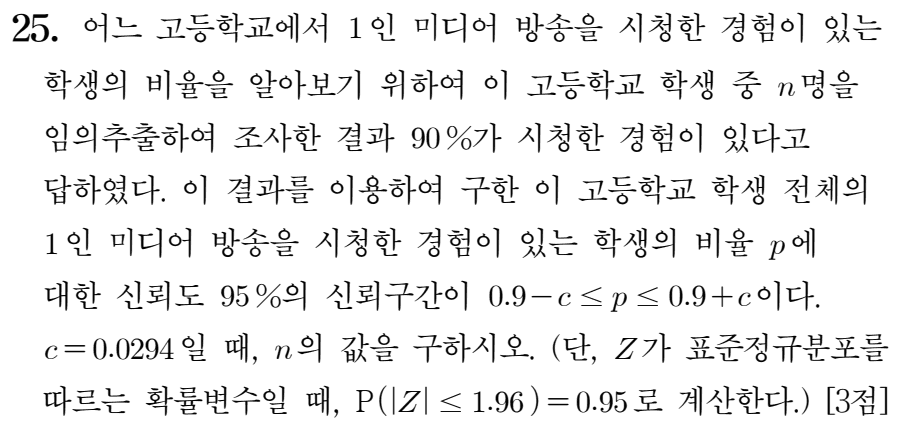 25. 어느 고등학교에서 1인 미디어 방송을 시청한 경험이 있는
학생의 비율을 알아보기 위하여 이 고등학교 학생 중 n명을
임의추출하여 조사한 결과 90%가 시청한 경험이 있다고
답하였다. 이 결과를 이용하여 구한 이 고등학교 학생 전체의
1인 미디어 방송을 시청한 경험이 있는 학생의 비율 p에
대한 신뢰도 95%의 신뢰구간이 0.9-c≤p≤0.9+c이다.
c=0.0294일 때, n의 값을 구하시오. (단, Z가 표준정규분포를
따르는 확률변수일 때, P(|Z|≤1.96)=0.95로 계산한다.) [3점]